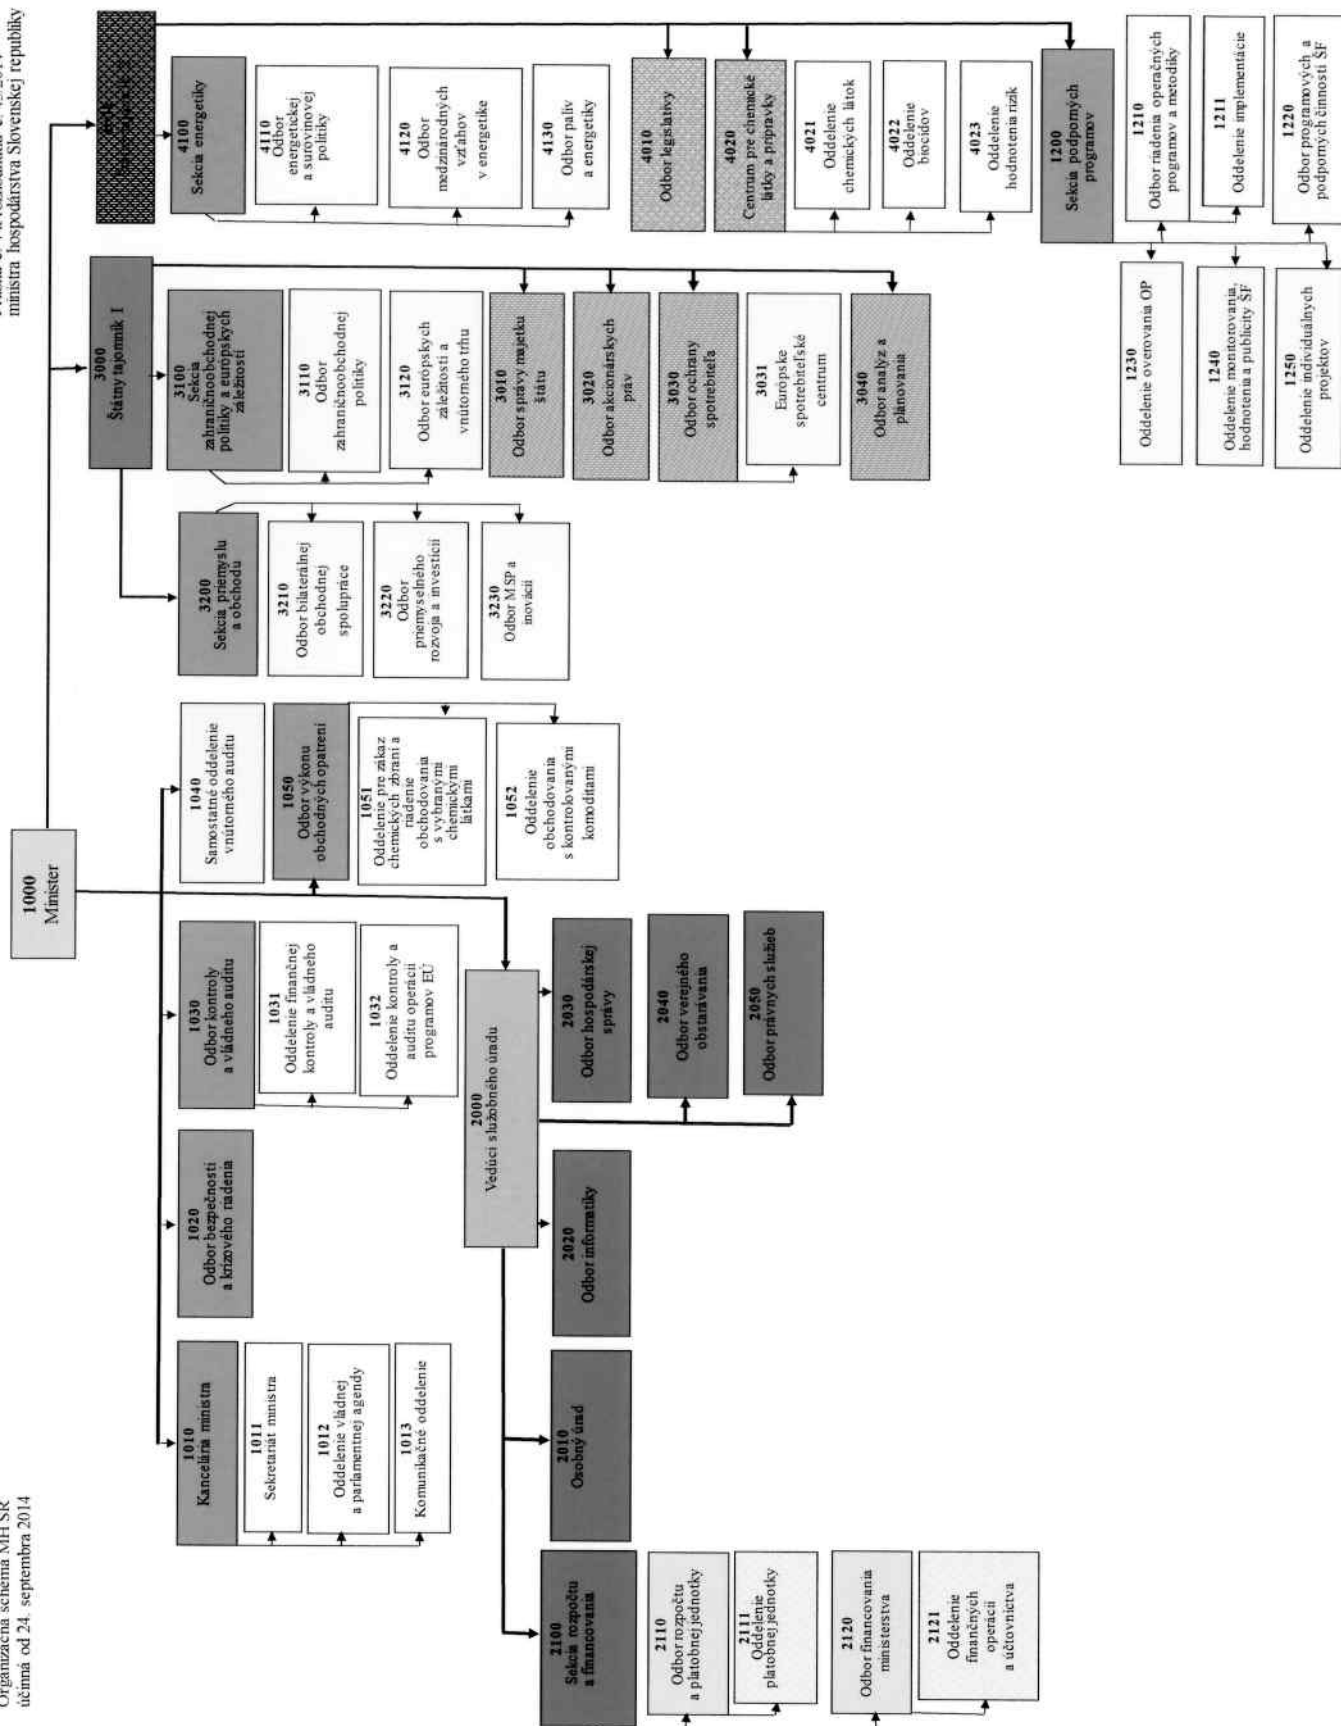 Organizačná schéma MH SR
účinná od 24. septembra 2014
ministra hospodárstva Slovenskej republiky
1000
Minister
1010
Kancelária ministra
1011
Sekretariát ministra
1012
Oddelenie vládnej
a parlamentnej agendy
1013
Komunikačné oddelenie
1020
Odbor bezpečnosti
a krízového riadenia
1030
Odbor kontroly
a vládneho auditu
1031
Oddelenie finančnej
kontroly a vládneho
auditu
1032
Oddelenie kontroly a
auditu operácií
programov EÚ
1040
Samostatné oddelenie
vnútorného auditu
1050
Odbor výkonu
obchodných opatrení
1051
Oddelenie pre zákaz
chemických zbraní a
riadenie
obchodovania
s vybranými
chemickými
látkami
1052
Oddelenie
obchodovania
s kontrolovanými
komoditami
2000
Vedúci služobného úradu
2100
Sekcia rozpočtu
a financovania
2110
Odbor rozpočtu
a platobnej jednotky
2111
Oddelenie
platobnej jednotky
2120
Odbor financovania
ministerstva
2121
Oddelenie
finančných
operácií
a účtovníctva
2010
Osobný úrad
2020
Odbor informatiky
2030
Odbor hospodárskej
správy
2040
Odbor verejného
obstarávania
2050
Odbor právnych služieb
3000
Štátny tajomník I
3200
Sekcia priemyslu
a obchodu
3210
Odbor bilaterálnej
obchodnej
spolupráce
3220
Odbor
priemyselného
rozvoja a investícií
3230
Odbor MSP a
inovácií
3100
Sekcia
zahraničnoobchodnej
politiky a európskych
záležitostí
3110
Odbor
zahraničnoobchodnej
politiky
3120
Odbor európskych
záležitostí a
vnútorného trhu
3010
Odbor správy majetku
štátu
3020
Odbor akcionárskych
práv
3030
Odbor ochrany
spotrebiteľa
3031
Európske
spotrebiteľské
centrum
3040
Odbor analýz a
plánovania
4100
Sekcia energetiky
4110
Odbor
energetickej
a surovinovej
politiky
4120
Odbor
medzinárodných
vzťahov
v energetike
4130
Odbor palív
a energetiky
4010
Odbor legislatívy
4020
Centrum pre chemické
látky a prípravky
4021
Oddelenie
chemických látok
4022
Oddelenie
biocídov
4023
Oddelenie
hodnotenia rizík
1200
Sekcia podporných
programov
1210
Odbor riadenia operačných
programov a metodiky
1211
Oddelenie implementácie
1220
Odbor programových a
podporných činností ŠF
1230
Oddelenie overovania OP
1240
Oddelenie monitorovania,
hodnotenia a publicity ŠF
1250
Oddelenie individuálnych
projektov